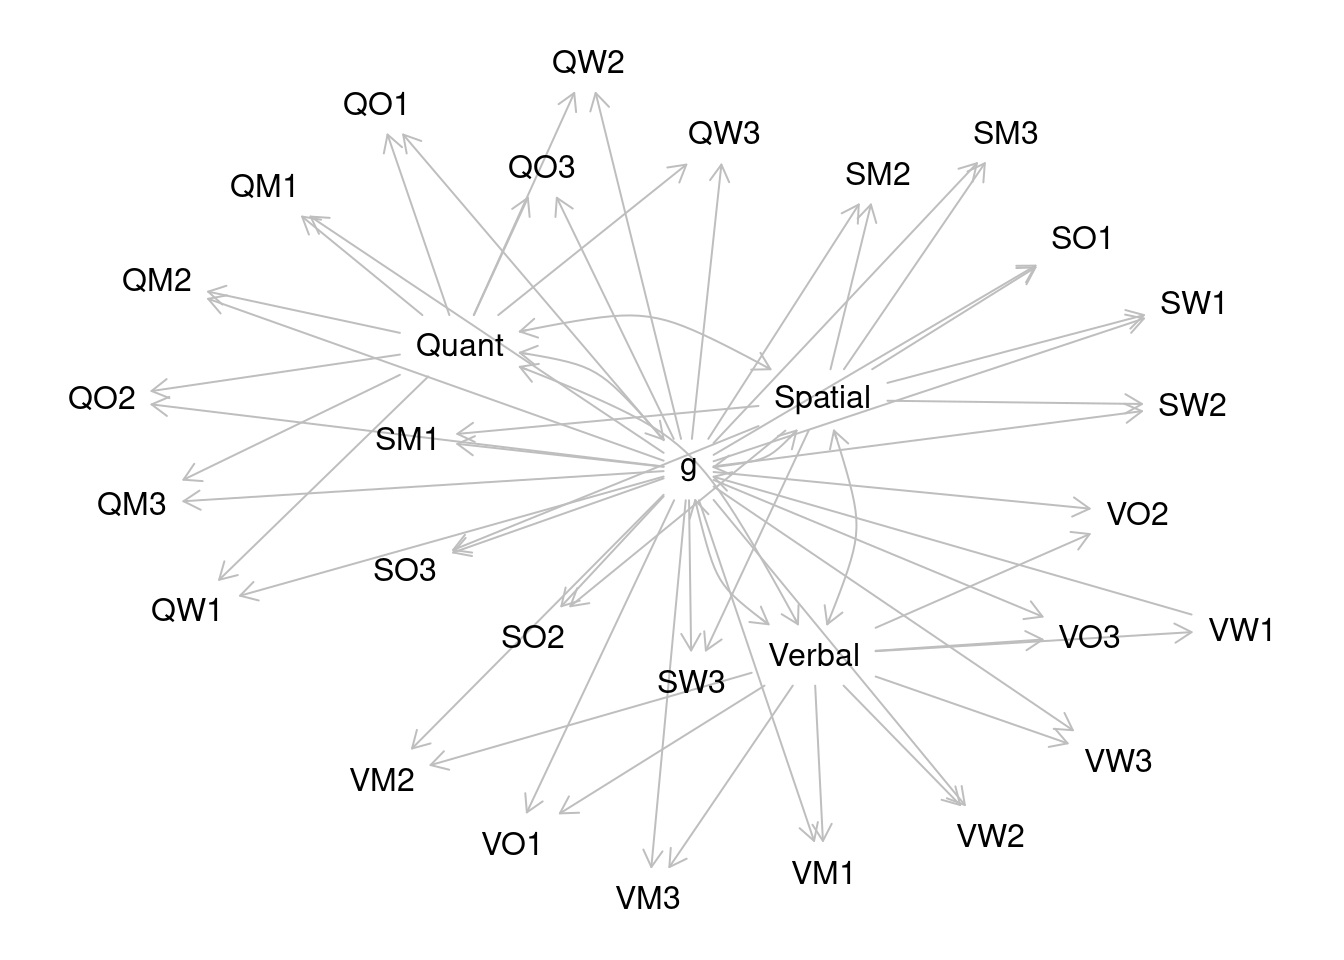 QW2
QO1
QW3
SM3
QO3
SM2
QM1
SO1
QM2
SW1
Quant
Spatial
QO2
SW2
SM1
g
QM3
VO2
SO3
QW1
SO2
VO3
VW1
Verbal
SW3
VW3
VM2
VW2
VO1
VM1
VM3